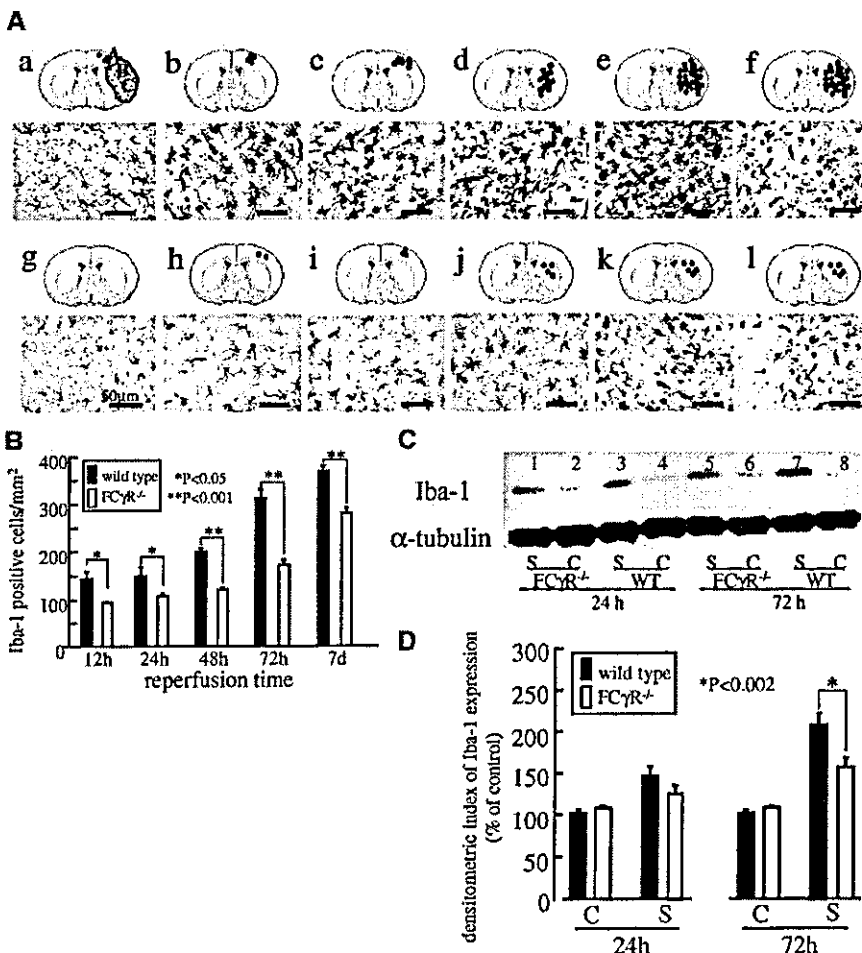 A
a b c d e f
g h i j k l
50μm
B
400
300
200
100
0
Iba-1 positive cells/mm²
wild type
FCγR⁻/⁻
*P<0.05
**P<0.001
* * ** ** **
12h 24h 48h 72h 7d
reperfusion time
C
1 2 3 4 5 6 7 8
Iba-1
α-tubulin
S C S C S C S C
FCγR⁻/⁻ WT FCγR⁻/⁻ WT
24 h 72 h
D
300
250
200
150
100
50
0
densitometric index of Iba-1 expression
(% of control)
wild type
FCγR⁻/⁻
*P<0.002
*
C S C S
24h 72h